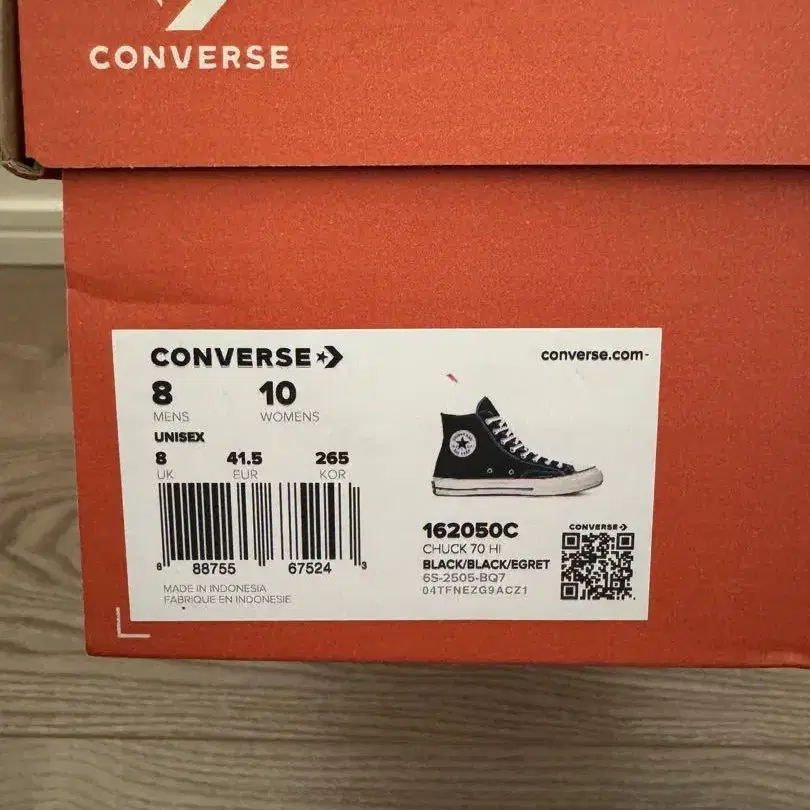 CONVERSE
CONVERSE
converse.com
8 10
MENS WOMENS
UNISEX
8 41.5 265
UK EUR KOR
8 88755 67524 3
MADE IN INDONESIA
FABRIQUE EN INDONESIE
162050C
CHUCK 70 HI
BLACK/BLACK/EGRET
6S-2505-BQ7
04TFNEZG9ACZ1
CONVERSE